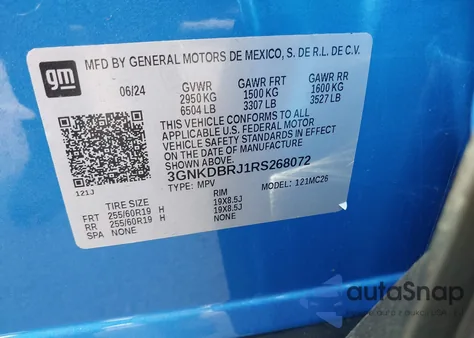 gm
MFD BY GENERAL MOTORS DE MEXICO, S. DE R.L. DE C.V.
06/24 GVWR GAWR FRT GAWR RR
2950 KG 1500 KG 1600 KG
6504 LB 3307 LB 3527 LB
THIS VEHICLE CONFORMS TO ALL
APPLICABLE U.S. FEDERAL MOTOR
VEHICLE SAFETY STANDARDS IN EFFECT
ON THE DATE OF MANUFACTURE
3GNKDBRJ1RS268072
121J TYPE: MPV MODEL: 121MC26
TIRE SIZE RIM
FRT 255/60R19 H 19X8.5J
RR 255/60R19 H 19X8.5J
SPA NONE
autoSnap